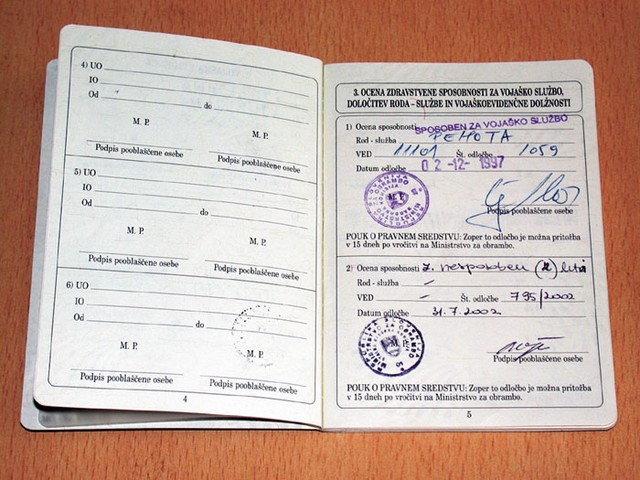 4) UO
IO
Od do
M. P.
M. P.
Podpis pooblaščene osebe
Podpis pooblaščene osebe
5) UO
IO
Od do
M. P.
M. P.
Podpis pooblaščene osebe
Podpis pooblaščene osebe
6) UO
IO
Od do
M. P.
M. P.
Podpis pooblaščene osebe
Podpis pooblaščene osebe
4
3. OCENA ZDRAVSTVENE SPOSOBNOSTI ZA VOJAŠKO SLUŽBO,
DOLOČITEV RODA – SLUŽBE IN VOJAŠKOEVIDENČNE DOLŽNOSTI
1) Ocena sposobnosti SPOSOBEN ZA VOJAŠKO SLUŽBO
Rod - služba PEHOTA
VED 11101 Št. odločbe 1059
Datum odločbe 02 -12- 1997
M. P.
Podpis pooblaščene osebe
POUK O PRAVNEM SREDSTVU: Zoper to odločbo je možna pritožba
v 15 dneh po vročitvi na Ministrstvo za obrambo.
2) Ocena sposobnosti Z. nesposoben (2) leti
Rod - služba –
VED – Št. odločbe 795/2002
Datum odločbe 31.7.2002
M. P.
Podpis pooblaščene osebe
POUK O PRAVNEM SREDSTVU: Zoper to odločbo je možna pritožba
v 15 dneh po vročitvi na Ministrstvo za obrambo.
5